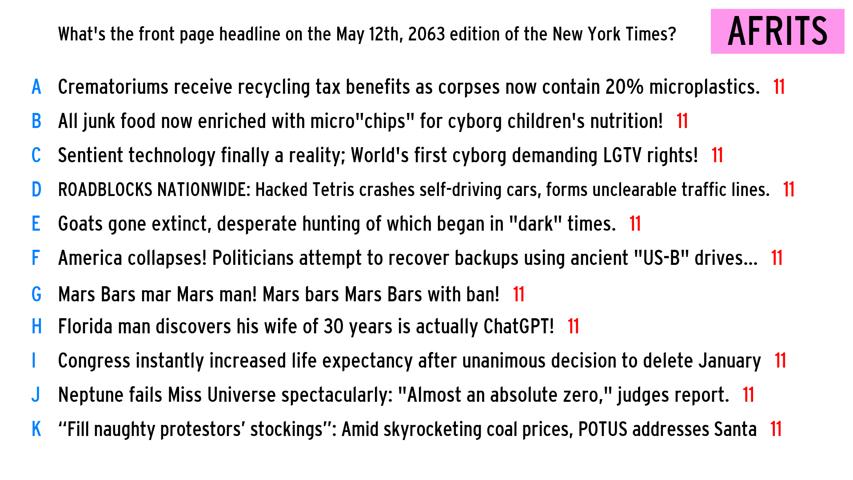 What's the front page headline on the May 12th, 2063 edition of the New York Times?
AFRITS
A Crematoriums receive recycling tax benefits as corpses now contain 20% microplastics. 11
B All junk food now enriched with micro"chips" for cyborg children's nutrition! 11
C Sentient technology finally a reality; World's first cyborg demanding LGTV rights! 11
D ROADBLOCKS NATIONWIDE: Hacked Tetris crashes self-driving cars, forms unclearable traffic lines. 11
E Goats gone extinct, desperate hunting of which began in "dark" times. 11
F America collapses! Politicians attempt to recover backups using ancient "US-B" drives... 11
G Mars Bars mar Mars man! Mars bars Mars Bars with ban! 11
H Florida man discovers his wife of 30 years is actually ChatGPT! 11
I Congress instantly increased life expectancy after unanimous decision to delete January 11
J Neptune fails Miss Universe spectacularly: "Almost an absolute zero," judges report. 11
K “Fill naughty protestors’ stockings”: Amid skyrocketing coal prices, POTUS addresses Santa 11